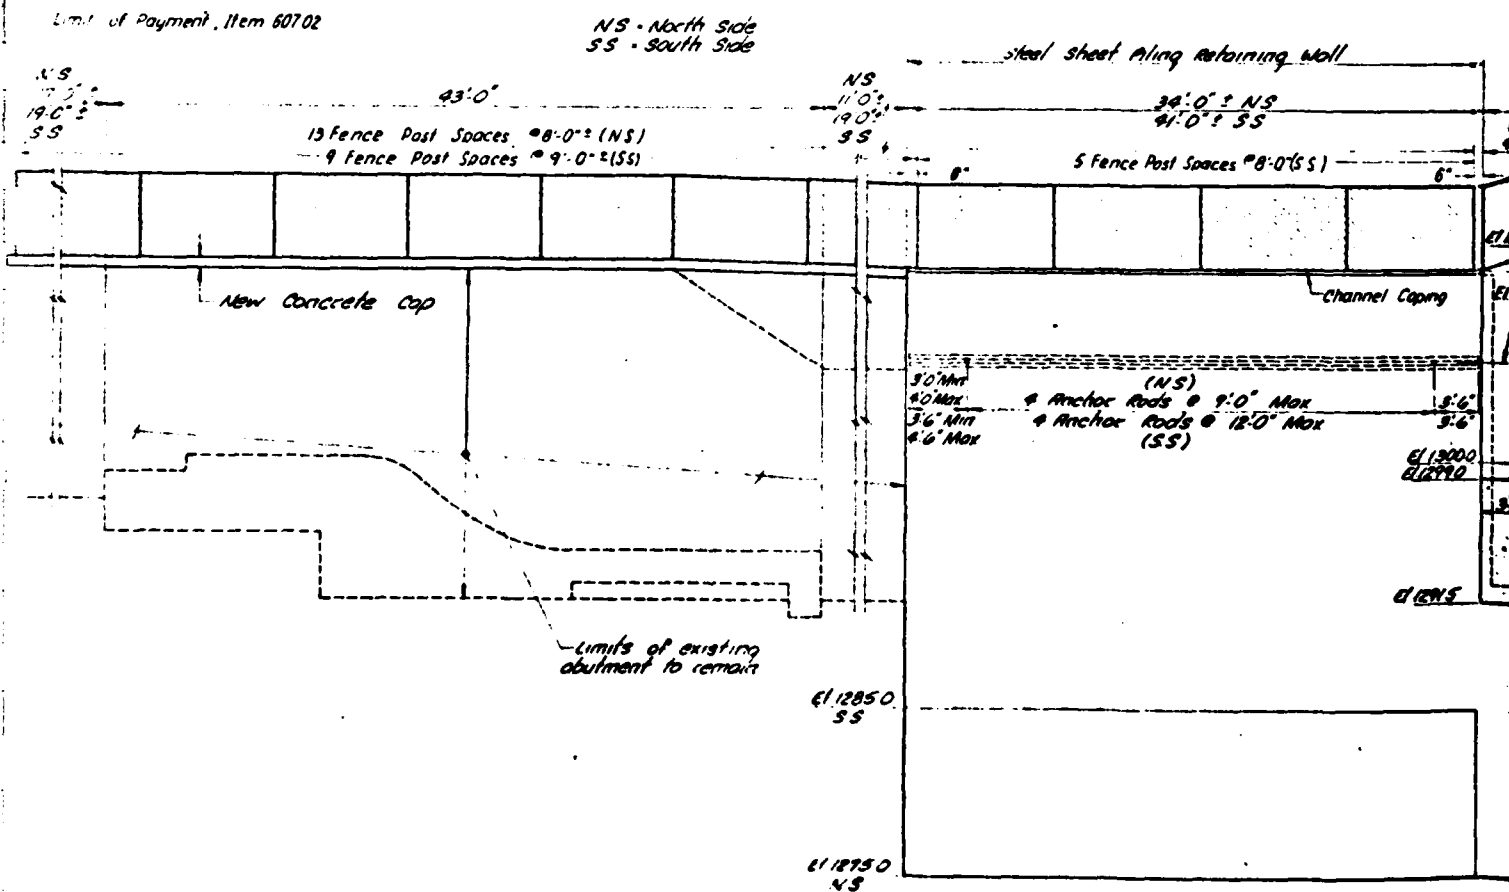 Limit of Payment, Item 60702
NS - North Side
SS - South Side
Steel Sheet Piling Retaining Wall
NS
19'0"±
SS
43'-0"
NS
11'0"±
19'0"±
SS
34'-0"± NS
41'-0"± SS
13 Fence Post Spaces @ 8'-0"± (NS)
9 Fence Post Spaces @ 9'-0"± (SS)
5 Fence Post Spaces @ 8'-0" (SS)
6"
New Concrete Cap
Channel Coping
3'0" Min
4'0" Max
3'6" Min
4'6" Max
(NS)
4 Anchor Rods @ 9'-0" Max
4 Anchor Rods @ 12'-0" Max
(SS)
3'-6"
3'-6"
El 1300.0
El 1299.0
El 1291.5
Limits of existing
abutment to remain
El 1285.0
SS
El 1275.0
NS